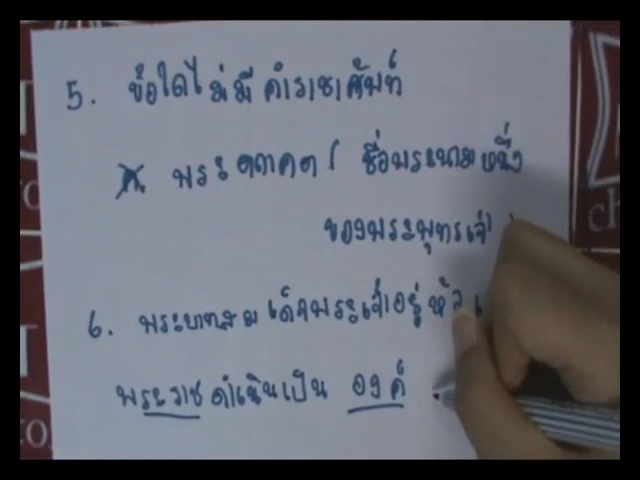 5. ข้อใดไม่มีคำราชาศัพท์
ก พระตถาคต ชื่อพระนามหนึ่ง
ของพระพุทธเจ้า
6. พระบาทสมเด็จพระเจ้าอยู่หัว
พระราชดำเนินเป็น องค์